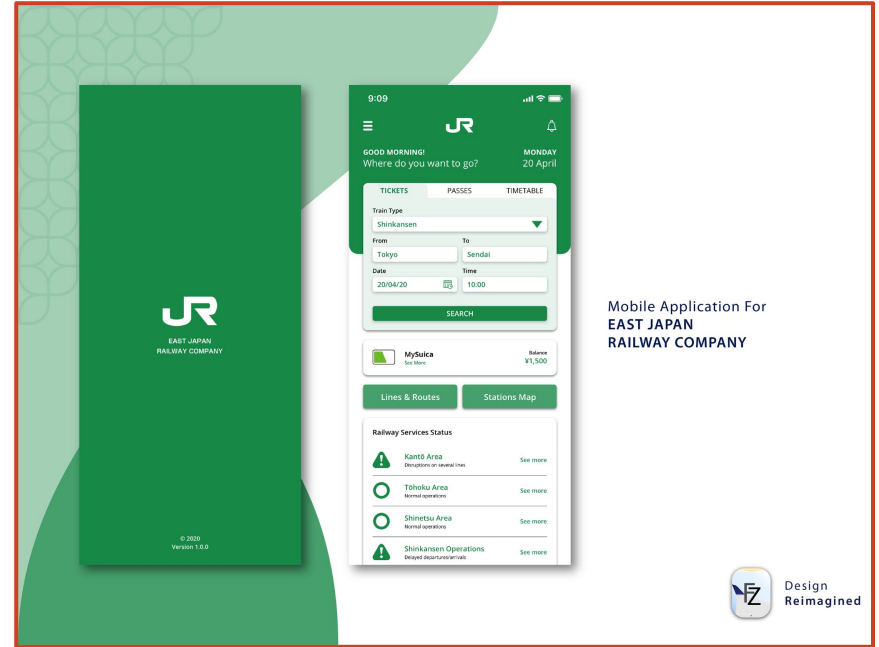 JR
EAST JAPAN
RAILWAY COMPANY
© 2020
Version 1.0.0
9:09
JR
GOOD MORNING!
MONDAY
Where do you want to go?
20 April
TICKETS
PASSES
TIMETABLE
Train Type
Shinkansen
From
To
Tokyo
Sendai
Date
Time
20/04/20
10:00
SEARCH
MySuica
See More
Balance
¥1,500
Lines & Routes
Stations Map
Railway Services Status
Kantō Area
Disruptions on several lines
See more
Tōhoku Area
Normal operations
See more
Shinetsu Area
Normal operations
See more
Shinkansen Operations
Delayed departures/arrivals
See more
Mobile Application For
EAST JAPAN
RAILWAY COMPANY
FZ
Design
Reimagined